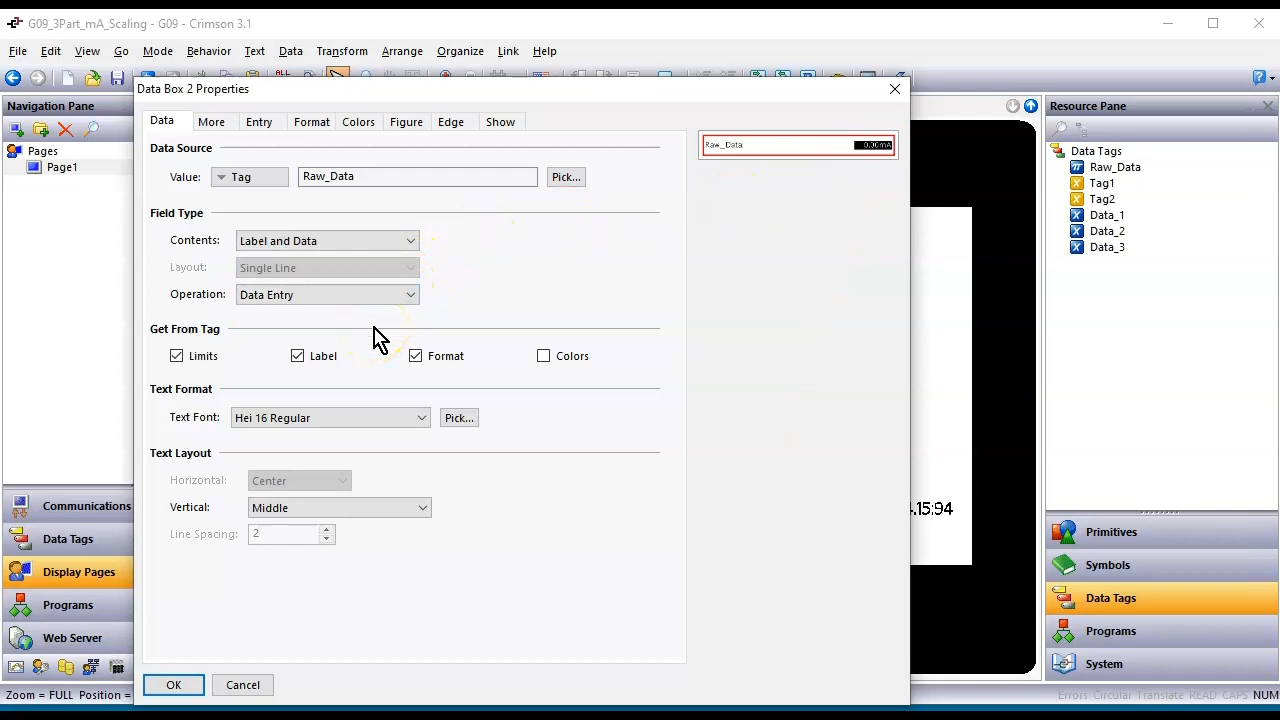 G09_3Part_mA_Scaling - G09 - Crimson 3.1
File Edit View Go Mode Behavior Text Data Transform Arrange Organize Link Help
Navigation Pane
Pages
Page1
Communications
Data Tags
Display Pages
Programs
Web Server
Data Box 2 Properties
Data More Entry Format Colors Figure Edge Show
Data Source
Value: Tag Raw_Data Pick...
Field Type
Contents: Label and Data
Layout: Single Line
Operation: Data Entry
Get From Tag
Limits Label Format Colors
Text Format
Text Font: Hei 16 Regular Pick...
Text Layout
Horizontal: Center
Vertical: Middle
Line Spacing: 2
OK Cancel
Raw_Data: 0.00mA
.15:94
Resource Pane
Data Tags
Raw_Data
Tag1
Tag2
Data_1
Data_2
Data_3
Primitives
Symbols
Data Tags
Programs
System
Zoom = FULL Position =
Errors Circular Translate READ CAPS NUM